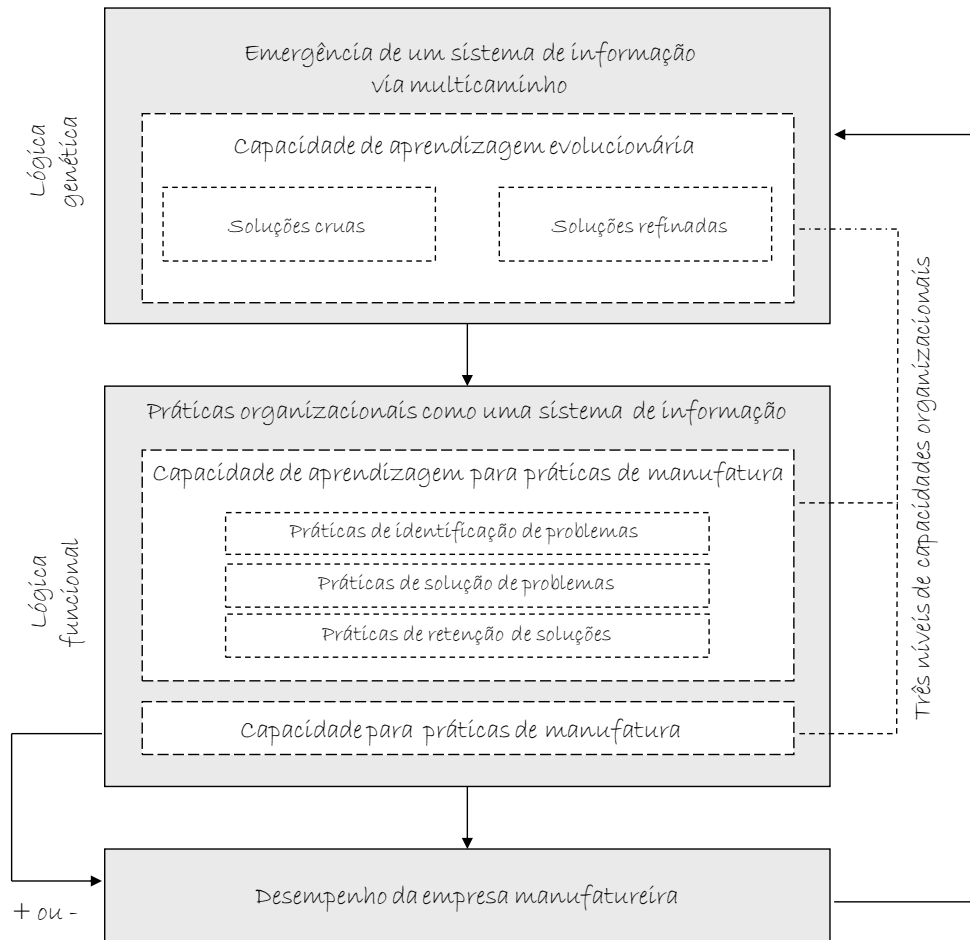 Emergência de um sistema de informação
via multicaminho
Lógica
genética
Capacidade de aprendizagem evolucionária
Soluções cruas
Soluções refinadas
Práticas organizacionais como uma sistema de informação
Capacidade de aprendizagem para práticas de manufatura
Práticas de identificação de problemas
Práticas de solução de problemas
Práticas de retenção de soluções
Lógica
funcional
Capacidade para práticas de manufatura
Três níveis de capacidades organizacionais
Desempenho da empresa manufatureira
+ ou -